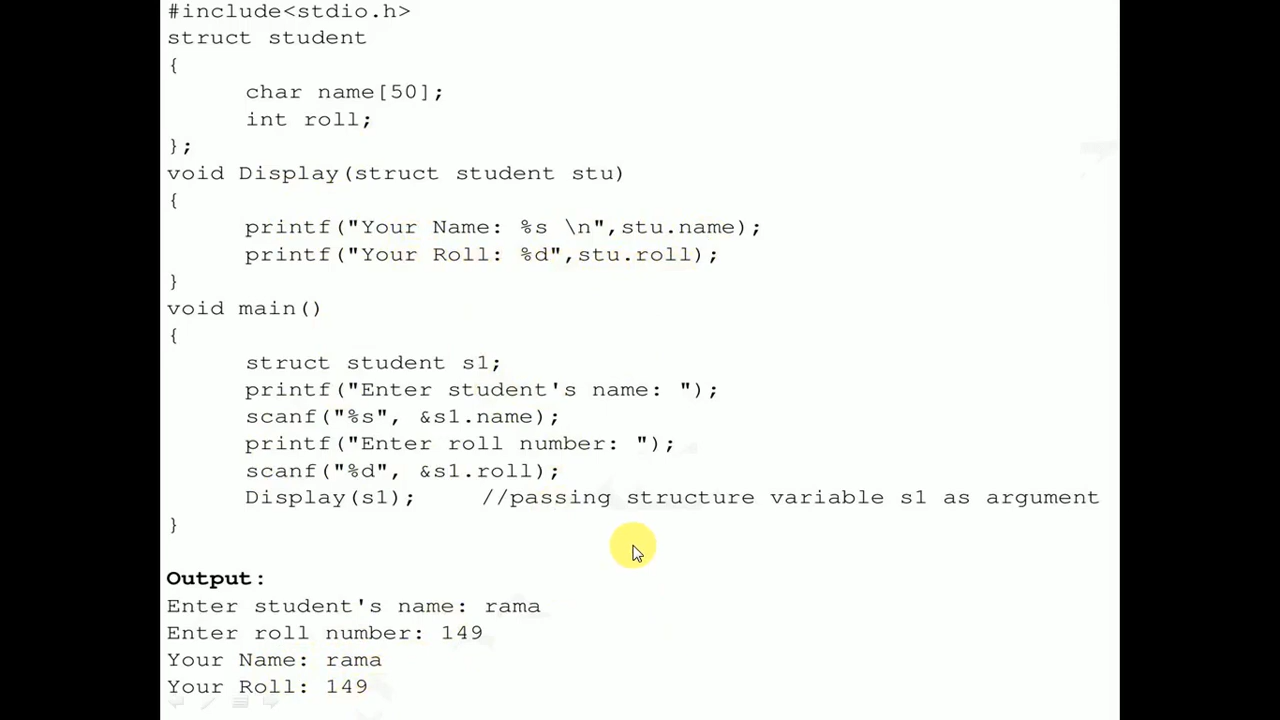 #include<stdio.h>
struct student
{
char name[50];
int roll;
};
void Display(struct student stu)
{
printf("Your Name: %s \n",stu.name);
printf("Your Roll: %d",stu.roll);
}
void main()
{
struct student s1;
printf("Enter student's name: ");
scanf("%s", &s1.name);
printf("Enter roll number: ");
scanf("%d", &s1.roll);
Display(s1); //passing structure variable s1 as argument
}
Output:
Enter student's name: rama
Enter roll number: 149
Your Name: rama
Your Roll: 149